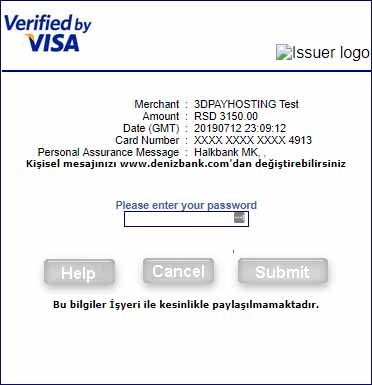 Verified by
VISA
Issuer logo
Merchant : 3DPAYHOSTING Test
Amount : RSD 3150.00
Date (GMT) : 20190712 23:09:12
Card Number : XXXX XXXX XXXX 4913
Personal Assurance Message : Halkbank MK, .
Kişisel mesajınızı www.denizbank.com'dan değiştirebilirsiniz
Please enter your password
Help Cancel Submit
Bu bilgiler İşyeri ile kesinlikle paylaşılmamaktadır.